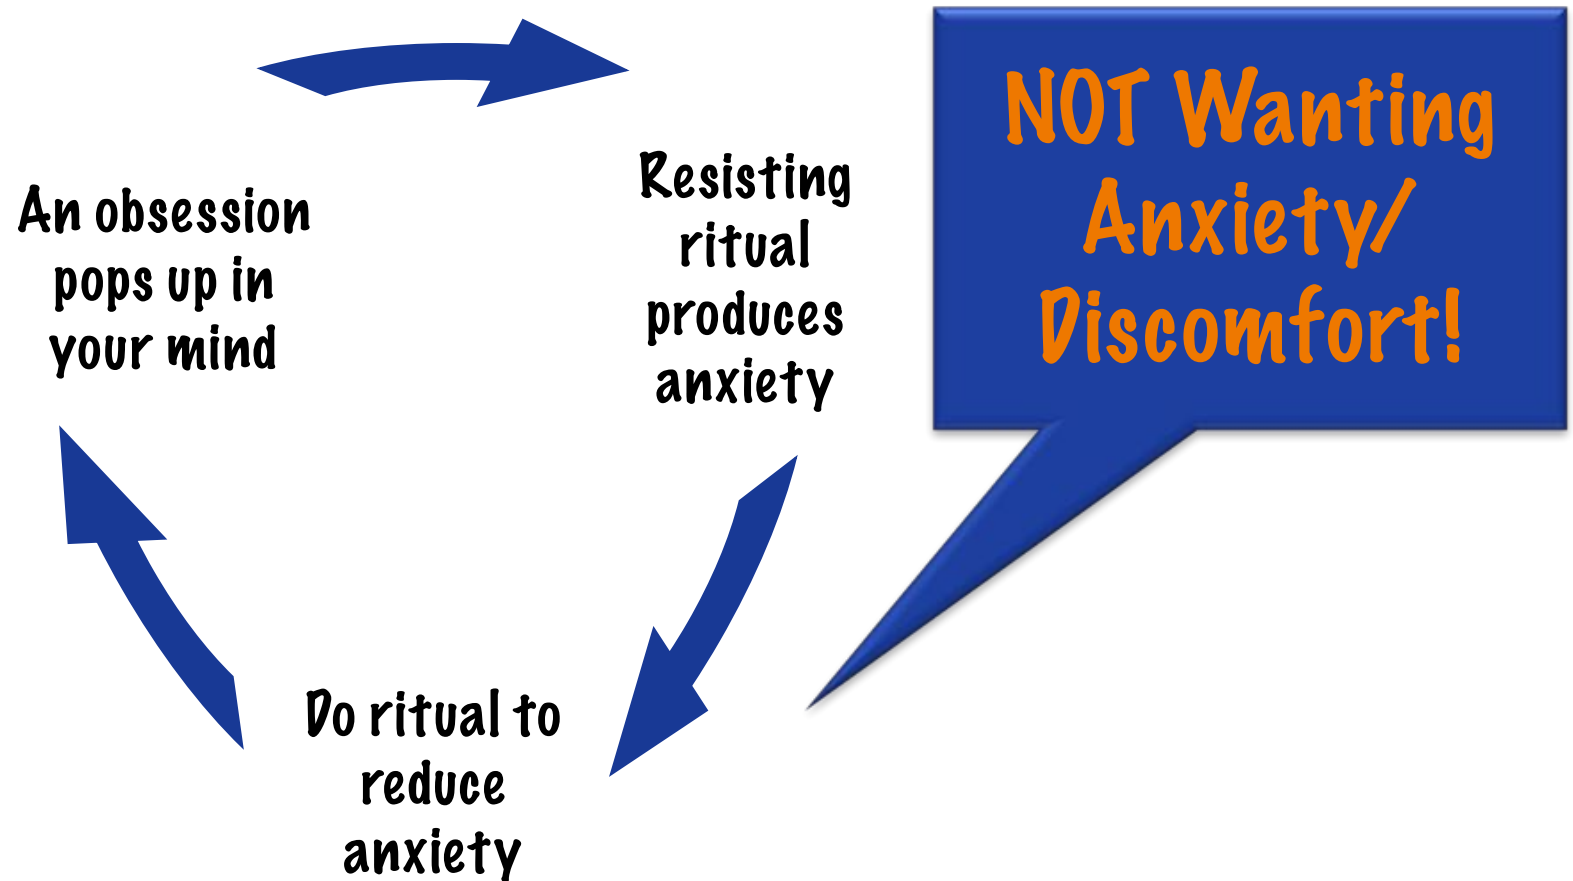 An obsession
pops up in
your mind
Resisting
ritual
produces
anxiety
NOT Wanting
Anxiety/
Discomfort!
Do ritual to
reduce
anxiety